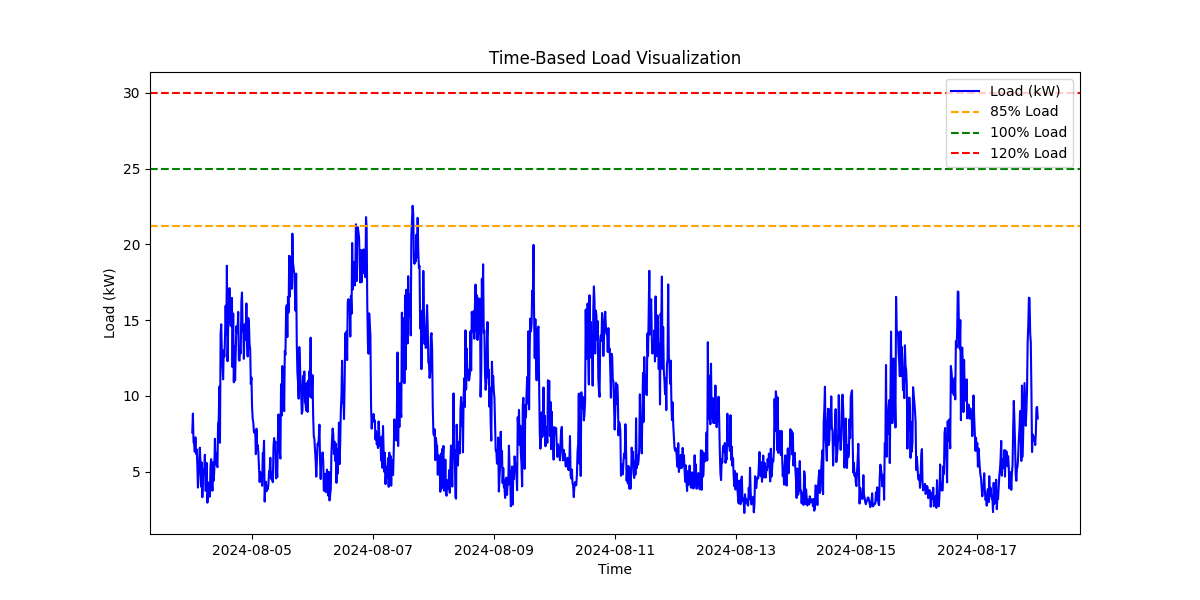 Time-Based Load Visualization
Load (kW)
85% Load
100% Load
120% Load
30
25
20
15
10
5
Load (kW)
2024-08-05
2024-08-07
2024-08-09
2024-08-11
2024-08-13
2024-08-15
2024-08-17
Time